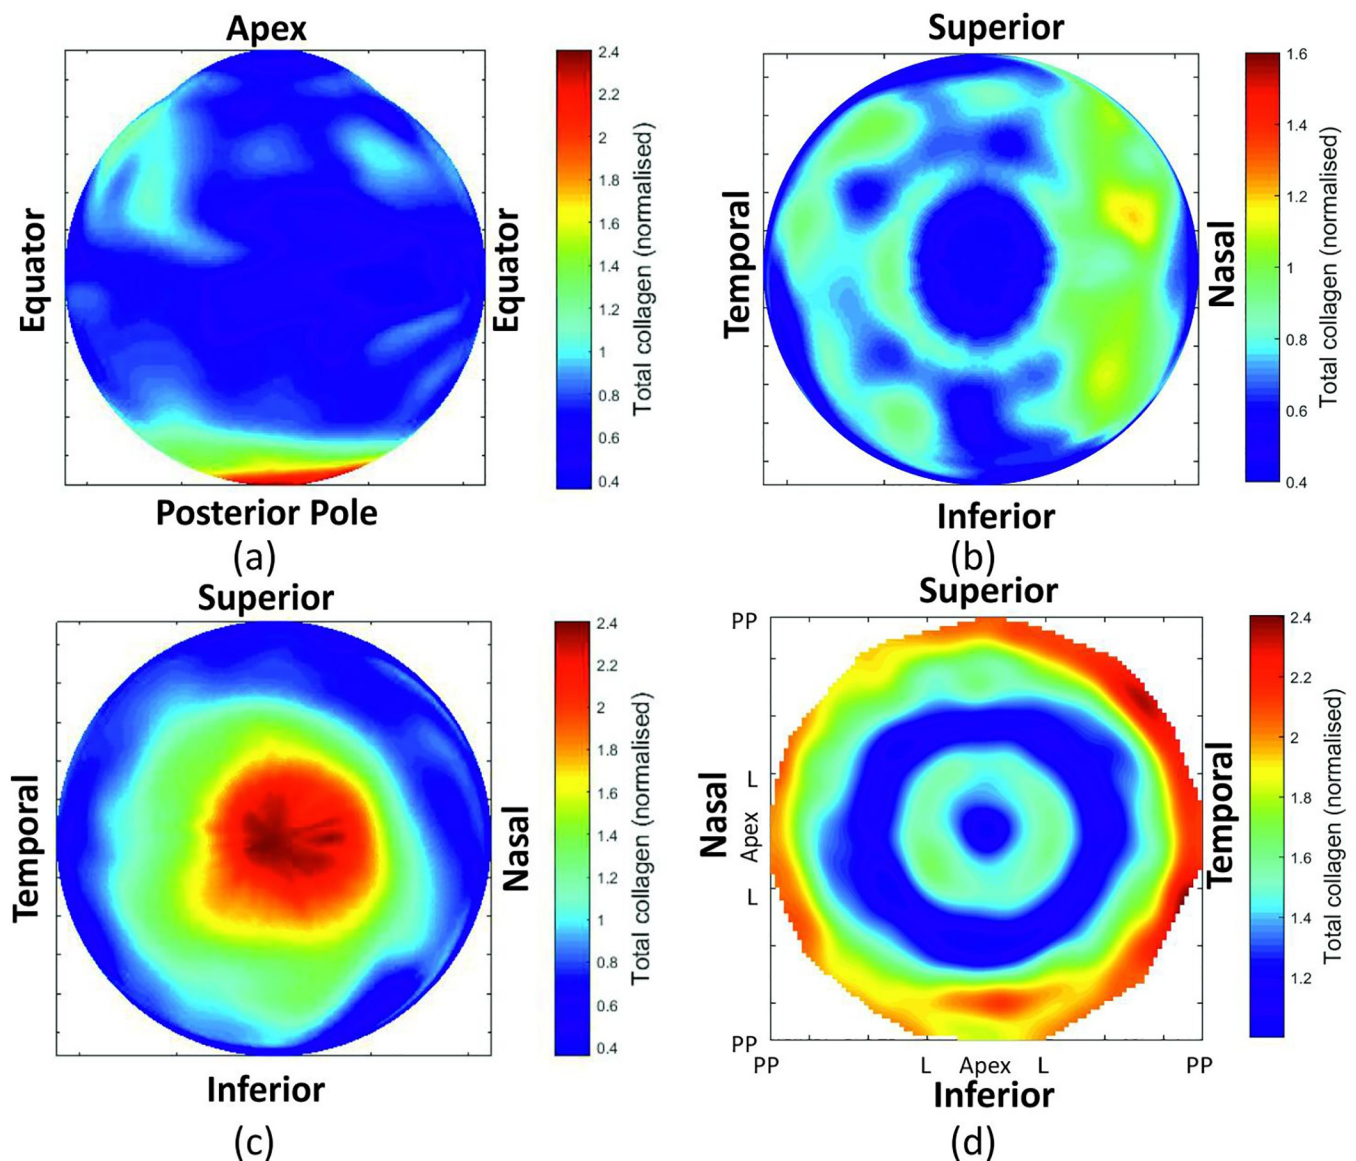 Apex
Equator
Equator
Posterior Pole
2.4
2.2
2
1.8
1.6
1.4
1.2
1
0.8
0.6
0.4
Total collagen (normalised)
(a)
Superior
Temporal
Nasal
Inferior
1.6
1.4
1.2
1
0.8
0.6
0.4
Total collagen (normalised)
(b)
Superior
Temporal
Nasal
Inferior
2.4
2.2
2
1.8
1.6
1.4
1.2
1
0.8
0.6
0.4
Total collagen (normalised)
(c)
Superior
PP
L
Apex
L
PP
Nasal
Temporal
PP L Apex L PP
Inferior
2.4
2.2
2
1.8
1.6
1.4
1.2
Total collagen (normalised)
(d)